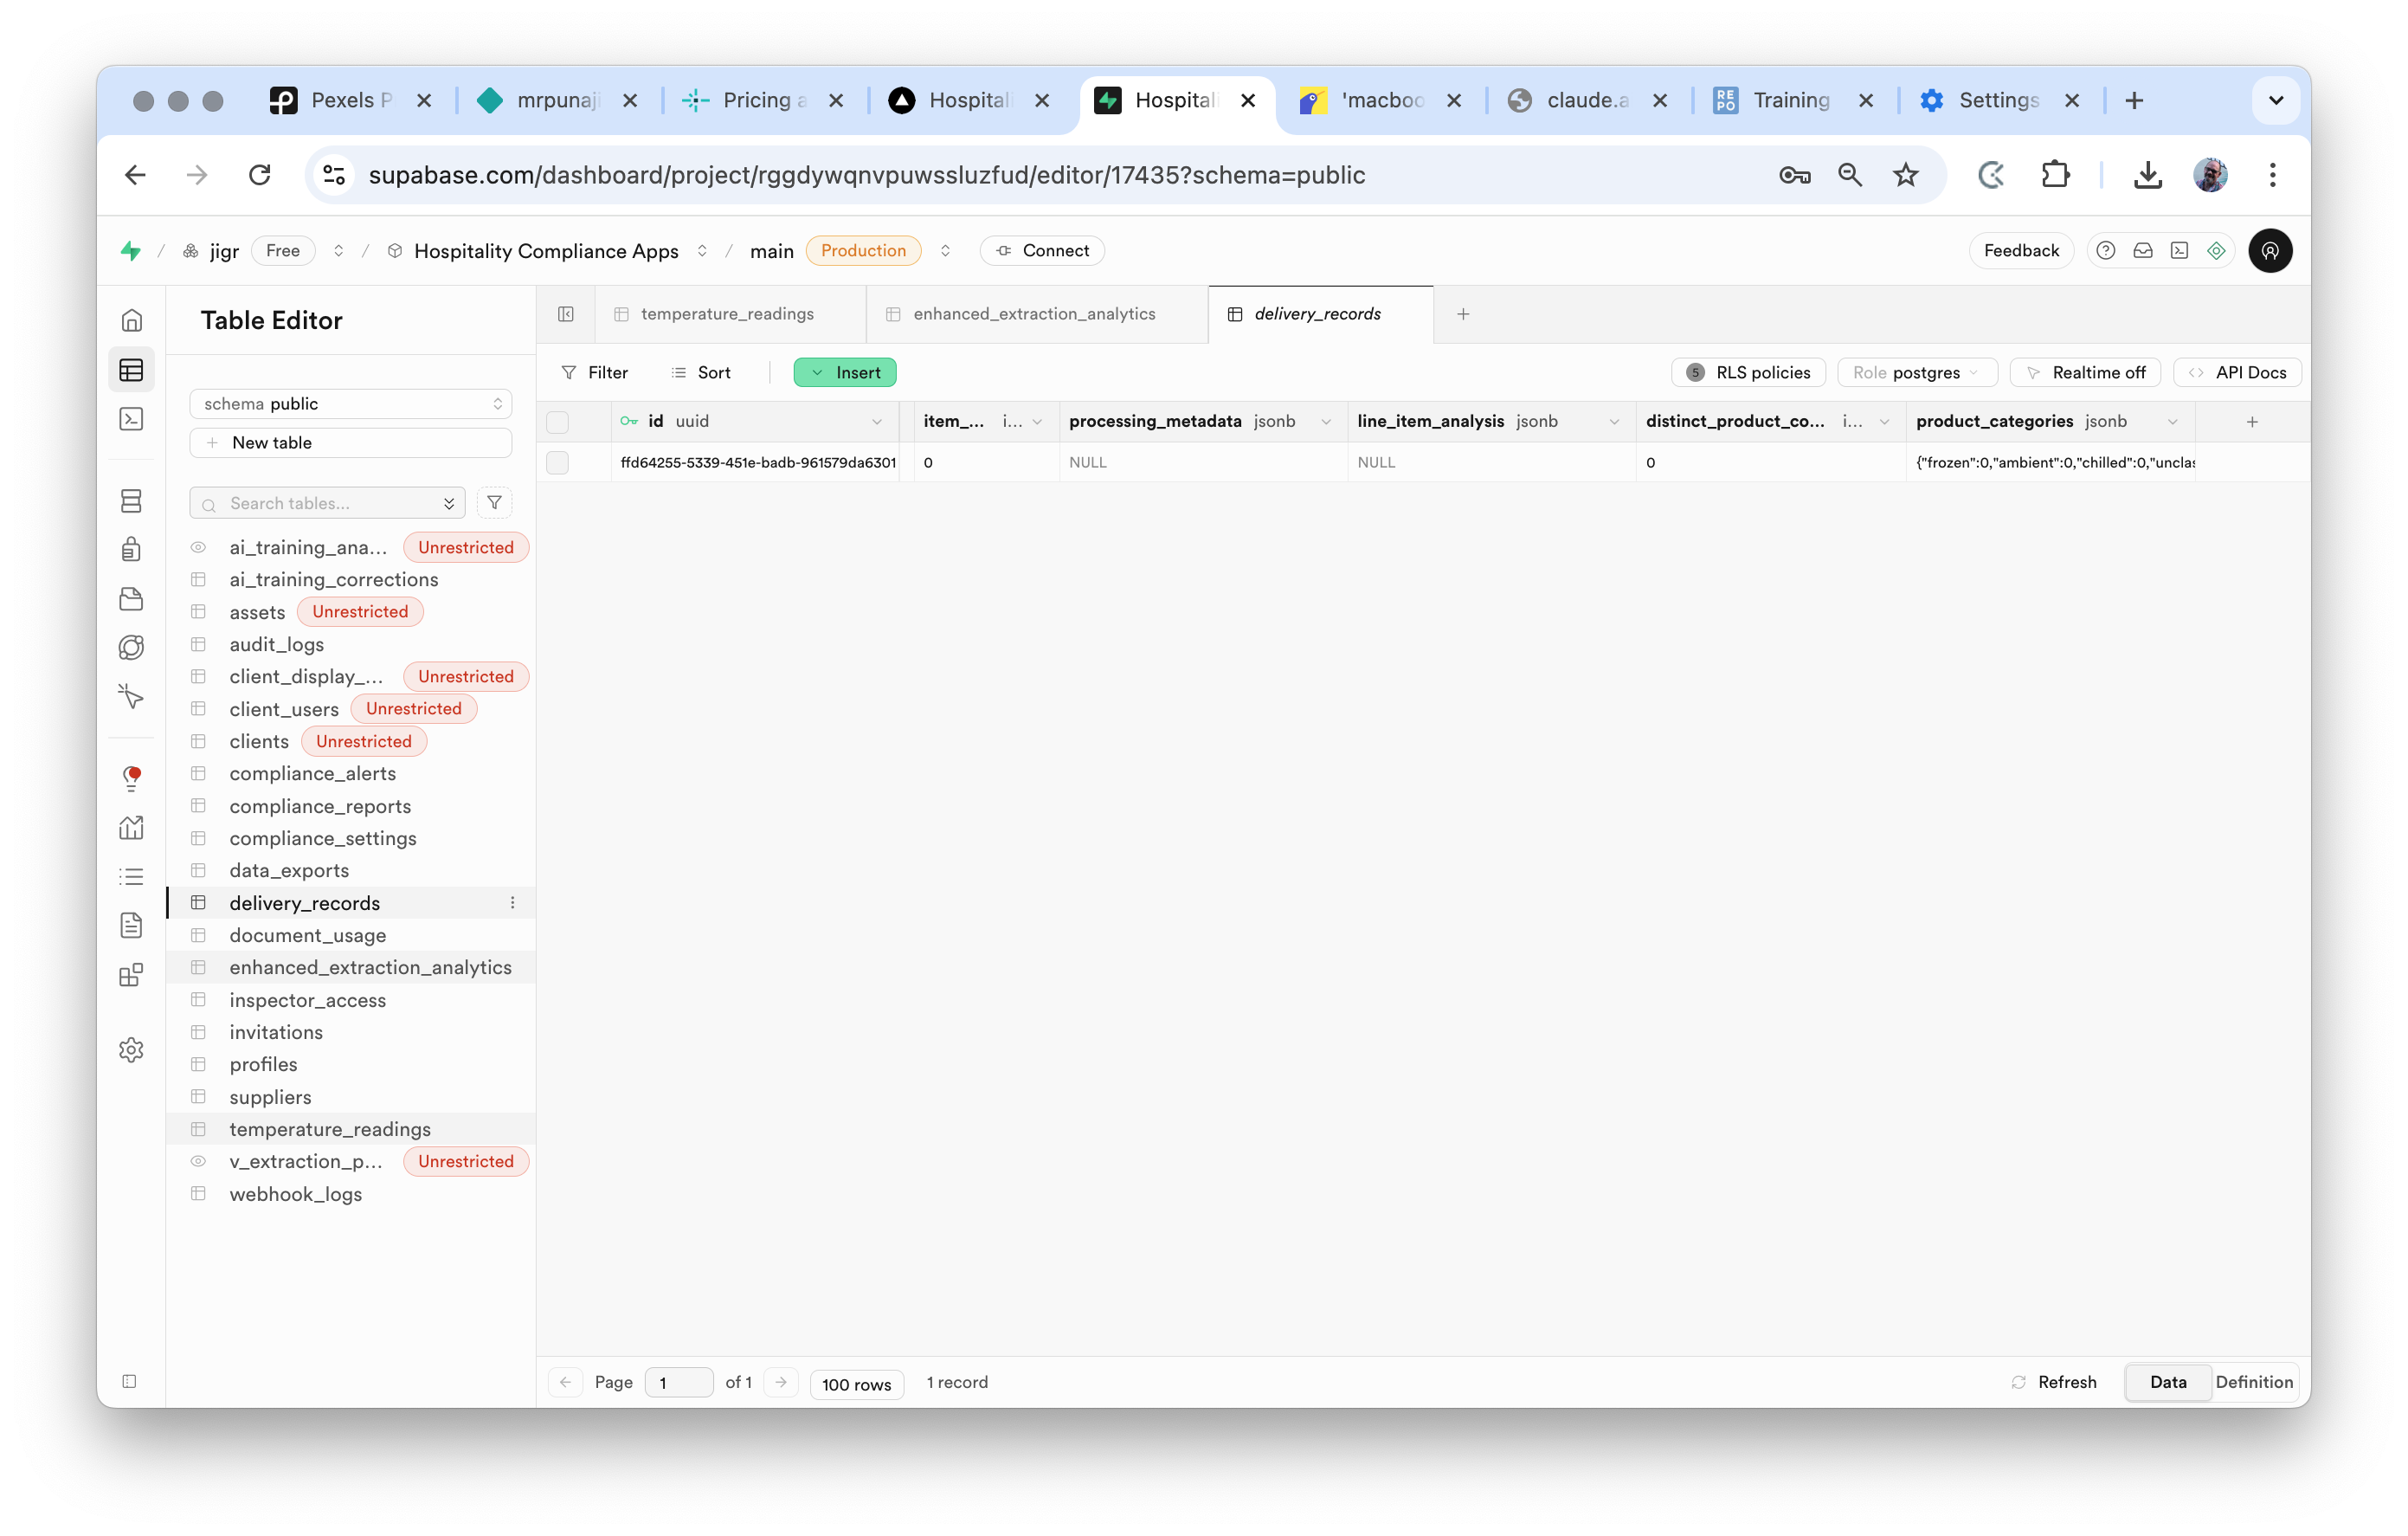 Pexels P
mrpunaji
Pricing a
Hospitali
Hospitali
'macboo
claude.a
REPO
Training
Settings
supabase.com/dashboard/project/rggdywqnvpuwssluzfud/editor/17435?schema=public
/ jigr Free / Hospitality Compliance Apps / main Production Connect
Feedback
Table Editor
temperature_readings
enhanced_extraction_analytics
delivery_records
Filter
Sort
Insert
5 RLS policies
Role postgres
Realtime off
API Docs
schema public
New table
Search tables...
ai_training_ana... Unrestricted
ai_training_corrections
assets Unrestricted
audit_logs
client_display_... Unrestricted
client_users Unrestricted
clients Unrestricted
compliance_alerts
compliance_reports
compliance_settings
data_exports
delivery_records
document_usage
enhanced_extraction_analytics
inspector_access
invitations
profiles
suppliers
temperature_readings
v_extraction_p... Unrestricted
webhook_logs
id uuid item_... i... processing_metadata jsonb line_item_analysis jsonb distinct_product_co... i... product_categories jsonb
ffd64255-5339-451e-badb-961579da6301 0 NULL NULL 0 {"frozen":0,"ambient":0,"chilled":0,"unclas
Page 1 of 1 100 rows 1 record
Refresh
Data Definition